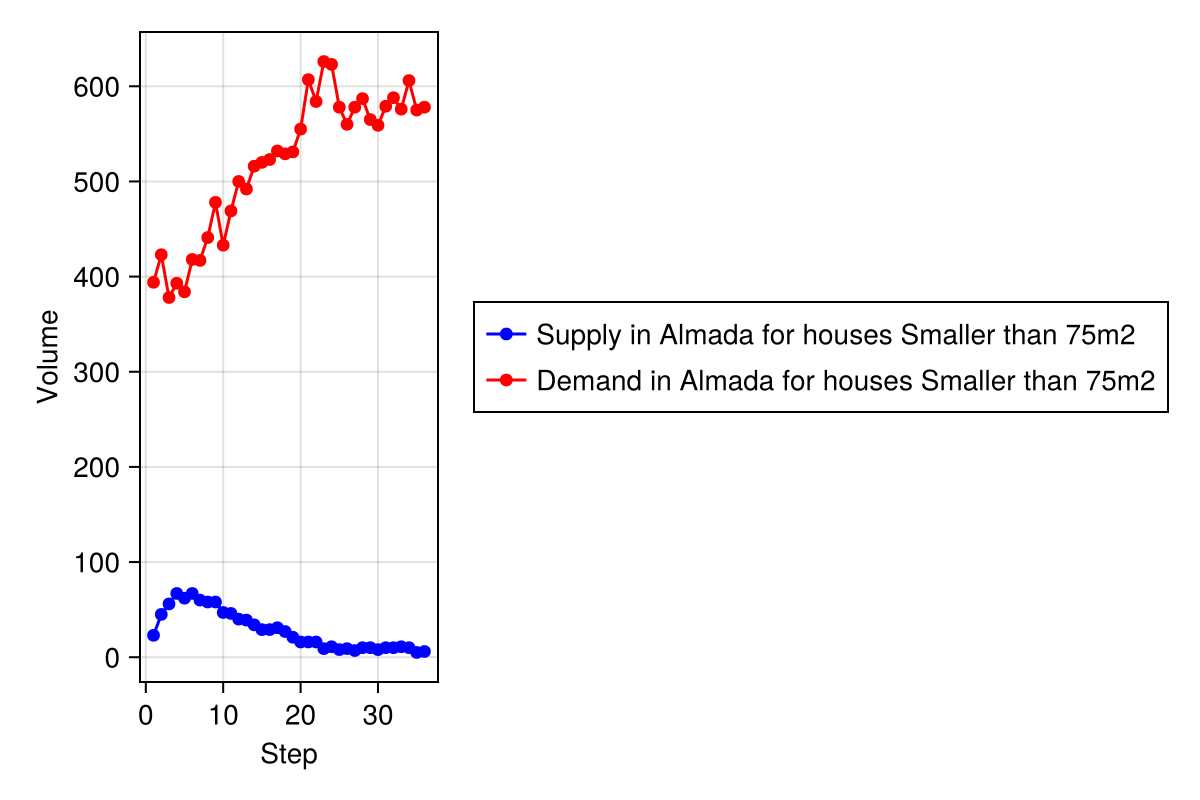 600
500
400
300
200
100
0
Volume
0 10 20 30
Step
Supply in Almada for houses Smaller than 75m2
Demand in Almada for houses Smaller than 75m2